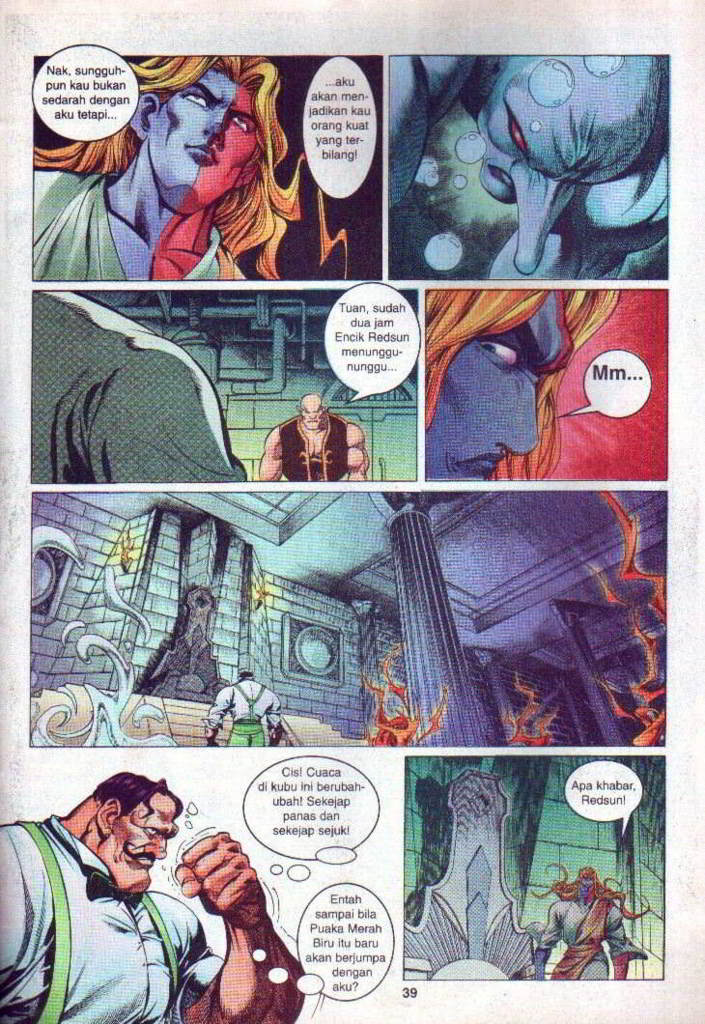 Nak, sungguh-
pun kau bukan
sedarah dengan
aku tetapi...
...aku
akan men-
jadikan kau
orang kuat
yang ter-
bilang!
Tuan, sudah
dua jam
Encik Redsun
menunggu-
nunggu...
Mm...
Cis! Cuaca
di kubu ini berubah-
ubah! Sekejap
panas dan
sekejap sejuk!
Entah
sampai bila
Puaka Merah
Biru itu baru
akan berjumpa
dengan
aku?
Apa khabar,
Redsun!
39